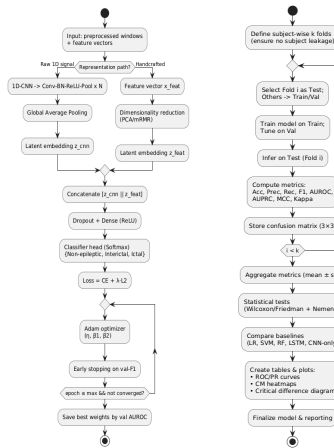 Input: preprocessed windows
+ feature vectors
Raw 1D signal
Representation path?
Handcrafted
1D-CNN -> Conv-BN-ReLU-Pool x N
Feature vector x_feat
Global Average Pooling
Dimensionality reduction
(PCA/mRMR)
Latent embedding z_cnn
Latent embedding z_feat
Concatenate [z_cnn || z_feat]
Dropout + Dense (ReLU)
Classifier head (Softmax)
{Non-epileptic, Interictal, Ictal}
Loss = CE + λ·L2
Adam optimizer
(η, β1, β2)
Early stopping on val-F1
epoch ≤ max && not converged?
Save best weights by val AUROC
Define subject-wise k folds
(ensure no subject leakage)
Select Fold i as Test;
Others -> Train/Val
Train model on Train;
Tune on Val
Infer on Test (Fold i)
Compute metrics:
Acc, Prec, Rec, F1, AUROC,
AUPRC, MCC, Kappa
Store confusion matrix (3×3
i < k
Aggregate metrics (mean ± s
Statistical tests
(Wilcoxon/Friedman + Nemen
Compare baselines
(LR, SVM, RF, LSTM, CNN-only
Create tables & plots:
• ROC/PR curves
• CM heatmaps
• Critical difference diagram
Finalize model & reporting